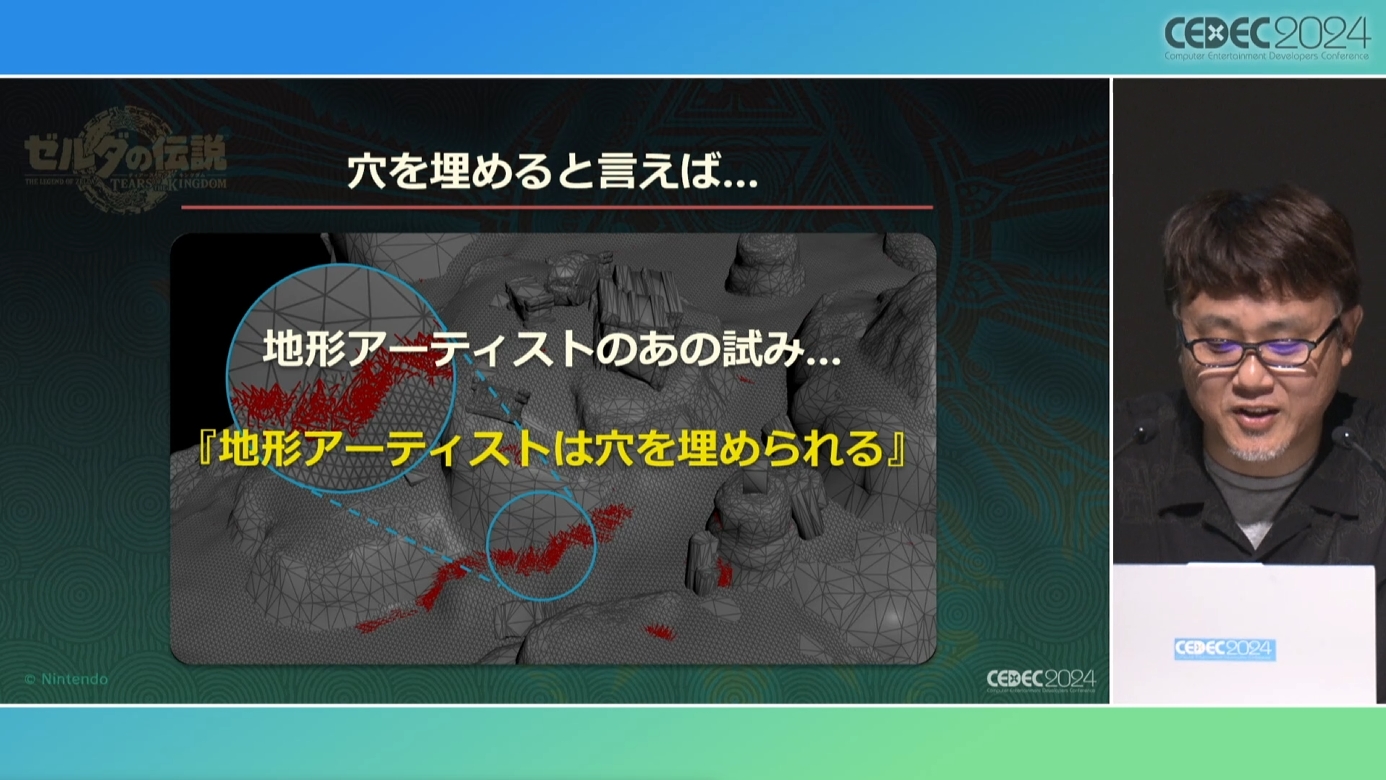 CEDEC2024
Computer Entertainment Developers Conference
ゼルダの伝説
THE LEGEND OF ZELDA
TEARS OF THE KINGDOM
穴を埋めると言えば...
地形アーティストのあの試み...
『地形アーティストは穴を埋められる』
© Nintendo
CEDEC2024
Computer Entertainment Developers Conference
CEDEC2024